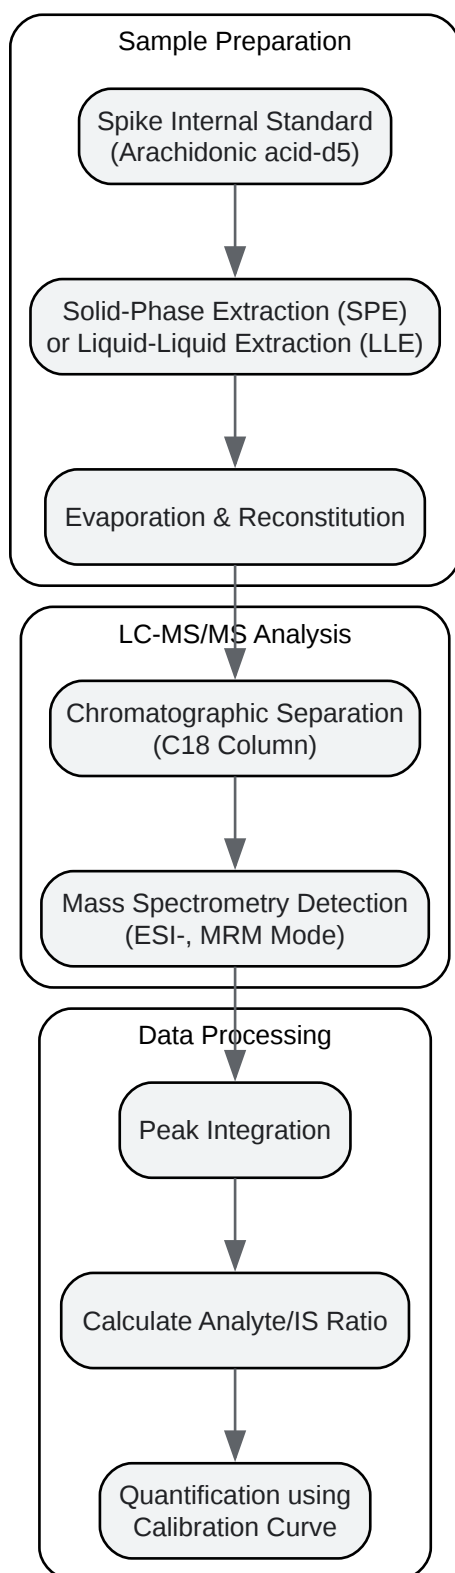 Sample Preparation
Spike Internal Standard
(Arachidonic acid-d5)
Solid-Phase Extraction (SPE)
or Liquid-Liquid Extraction (LLE)
Evaporation & Reconstitution
LC-MS/MS Analysis
Chromatographic Separation
(C18 Column)
Mass Spectrometry Detection
(ESI-, MRM Mode)
Data Processing
Peak Integration
Calculate Analyte/IS Ratio
Quantification using
Calibration Curve